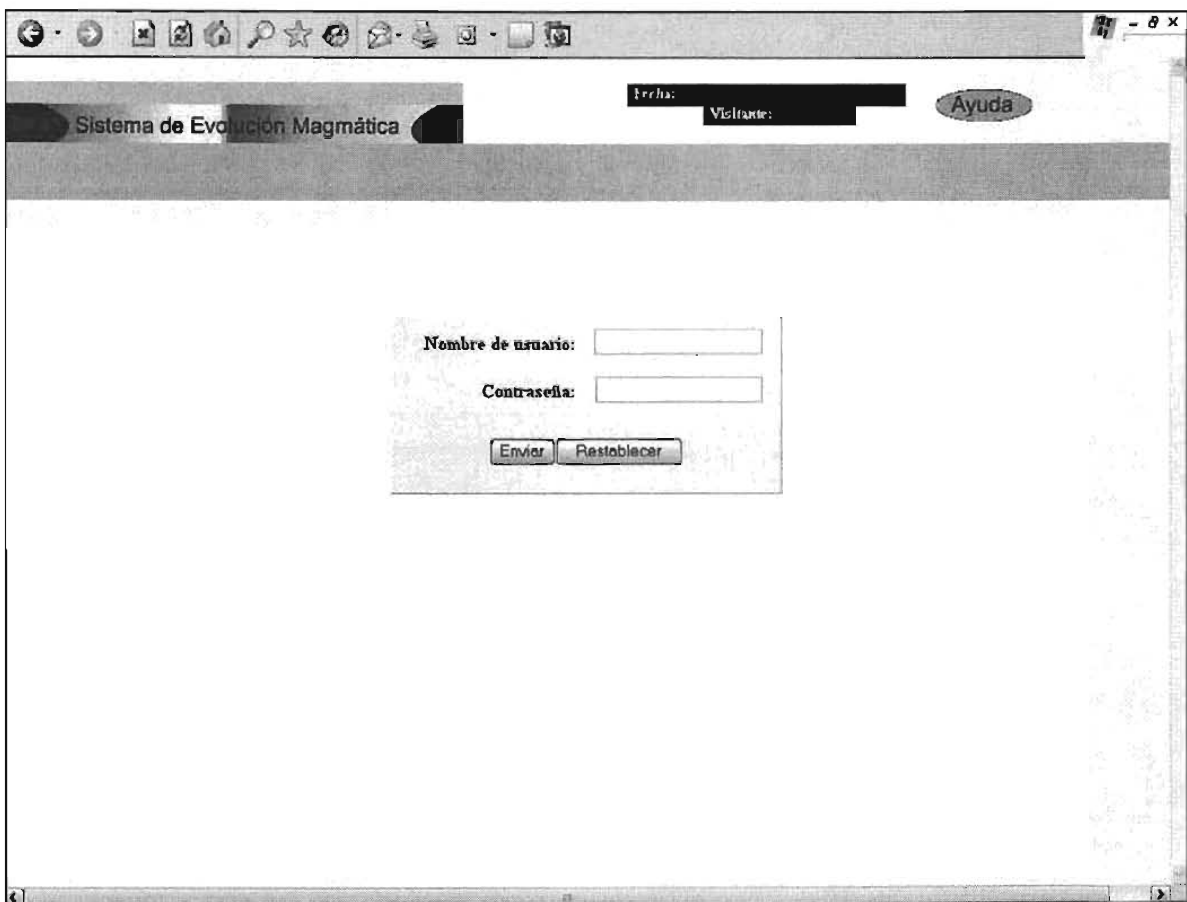 Fecha:
Visitante:
Ayuda
Sistema de Evolución Magmática
Nombre de usuario:
Contraseña:
Enviar
Restablecer